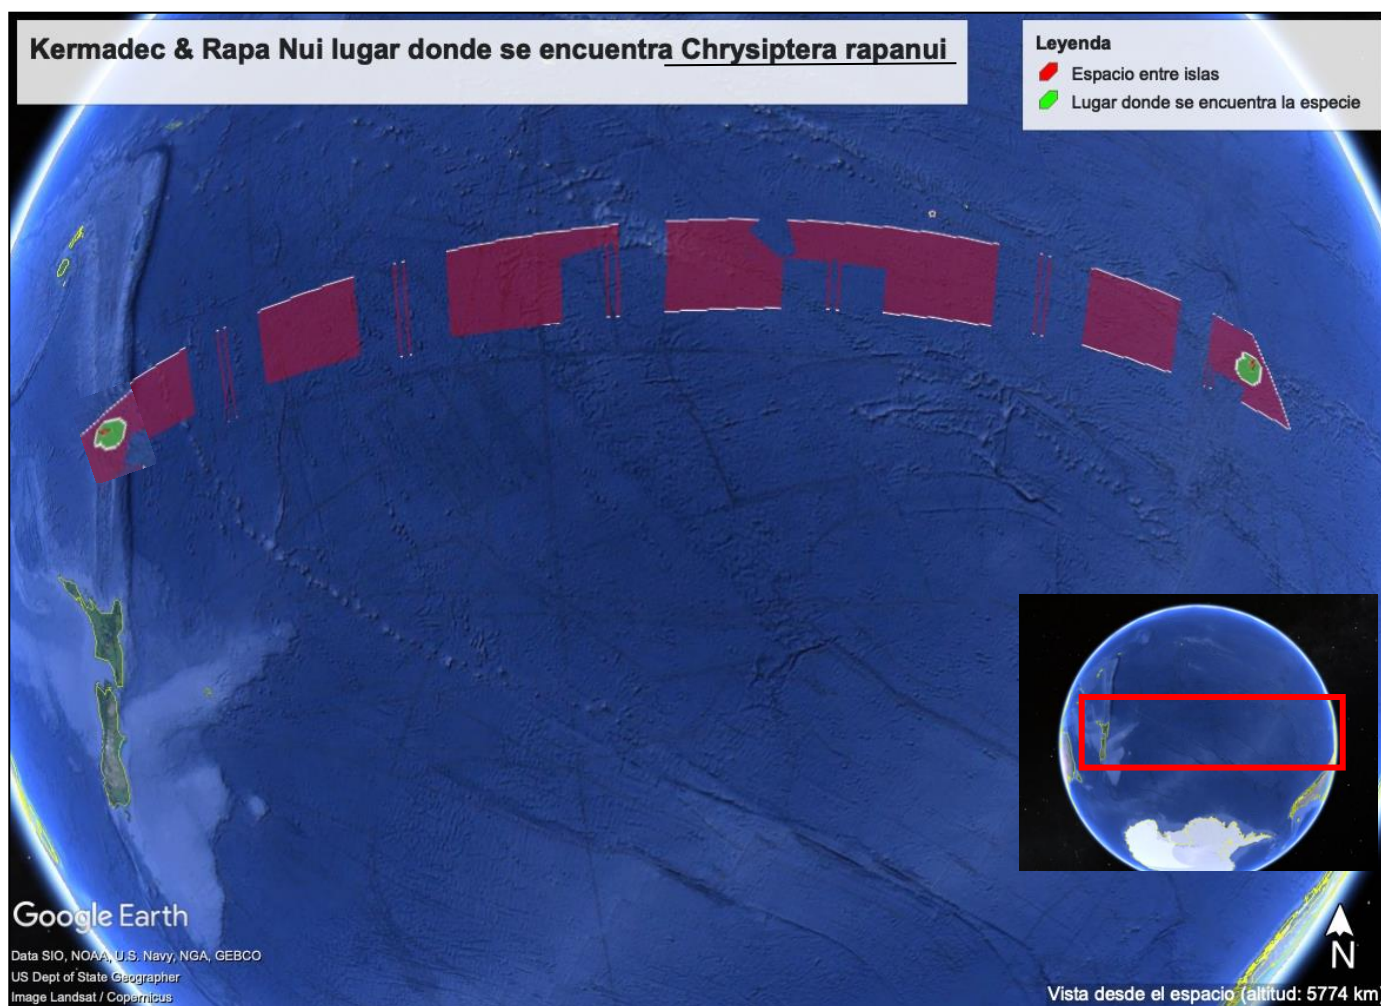 Kermadec & Rapa Nui lugar donde se encuentra Chrysiptera rapanui
Leyenda
Espacio entre islas
Lugar donde se encuentra la especie
Google Earth
Data SIO, NOAA, U.S. Navy, NGA, GEBCO
US Dept of State Geographer
Image Landsat / Copernicus
N
Vista desde el espacio (altitud: 5774 km)